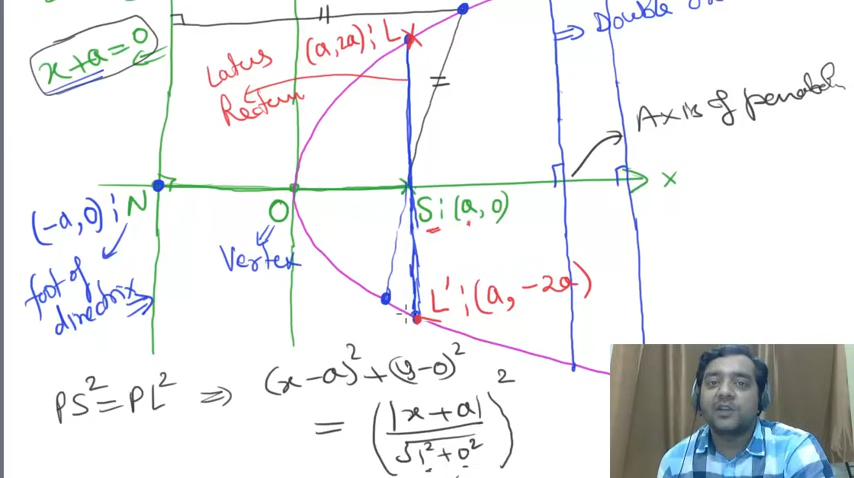 x+a=0
Latus
Rectum
(a,2a); L
Double
Axis of parabola
x
(-a,0); N
O
S: (a,0)
Vertex
foot of
directrix
L'; (a, -2a)
PS² = PL² ⇒ (x-a)² + (y-0)²
= (|x+a| / √1²+0²)²